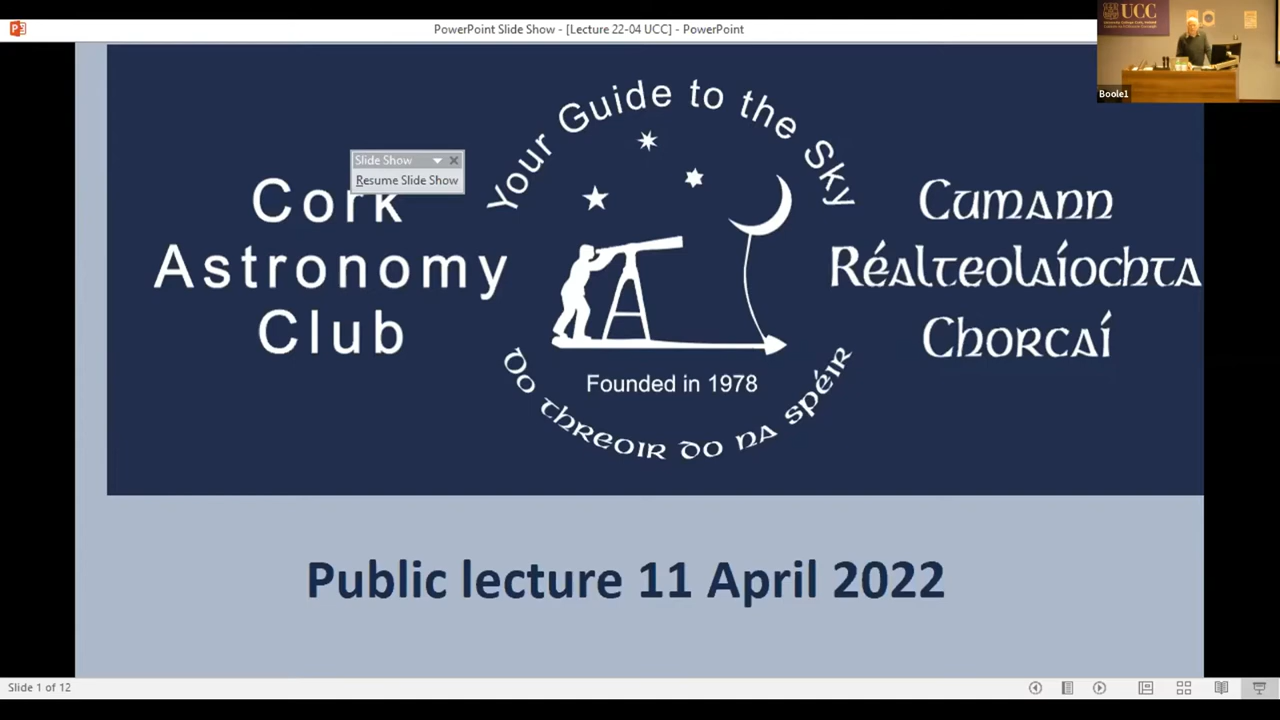 PowerPoint Slide Show - [Lecture 22-04 UCC] - PowerPoint
UCC
Boole1
Slide Show
Resume Slide Show
Your Guide to the Sky
Cork
Astronomy
Club
Cumann
Réalteolaíochta
Chorcaí
Founded in 1978
Do threoir do na spéir
Public lecture 11 April 2022
Slide 1 of 12